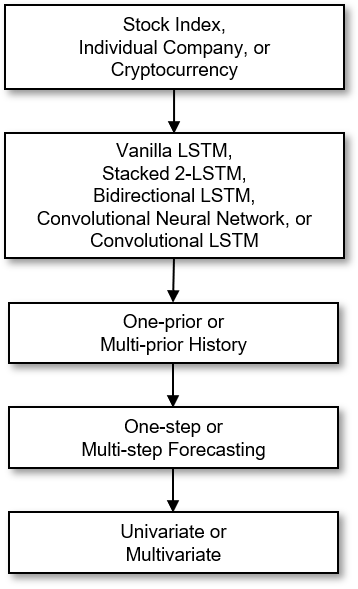 Stock Index,
Individual Company, or
Cryptocurrency
Vanilla LSTM,
Stacked 2-LSTM,
Bidirectional LSTM,
Convolutional Neural Network, or
Convolutional LSTM
One-prior or
Multi-prior History
One-step or
Multi-step Forecasting
Univariate or
Multivariate